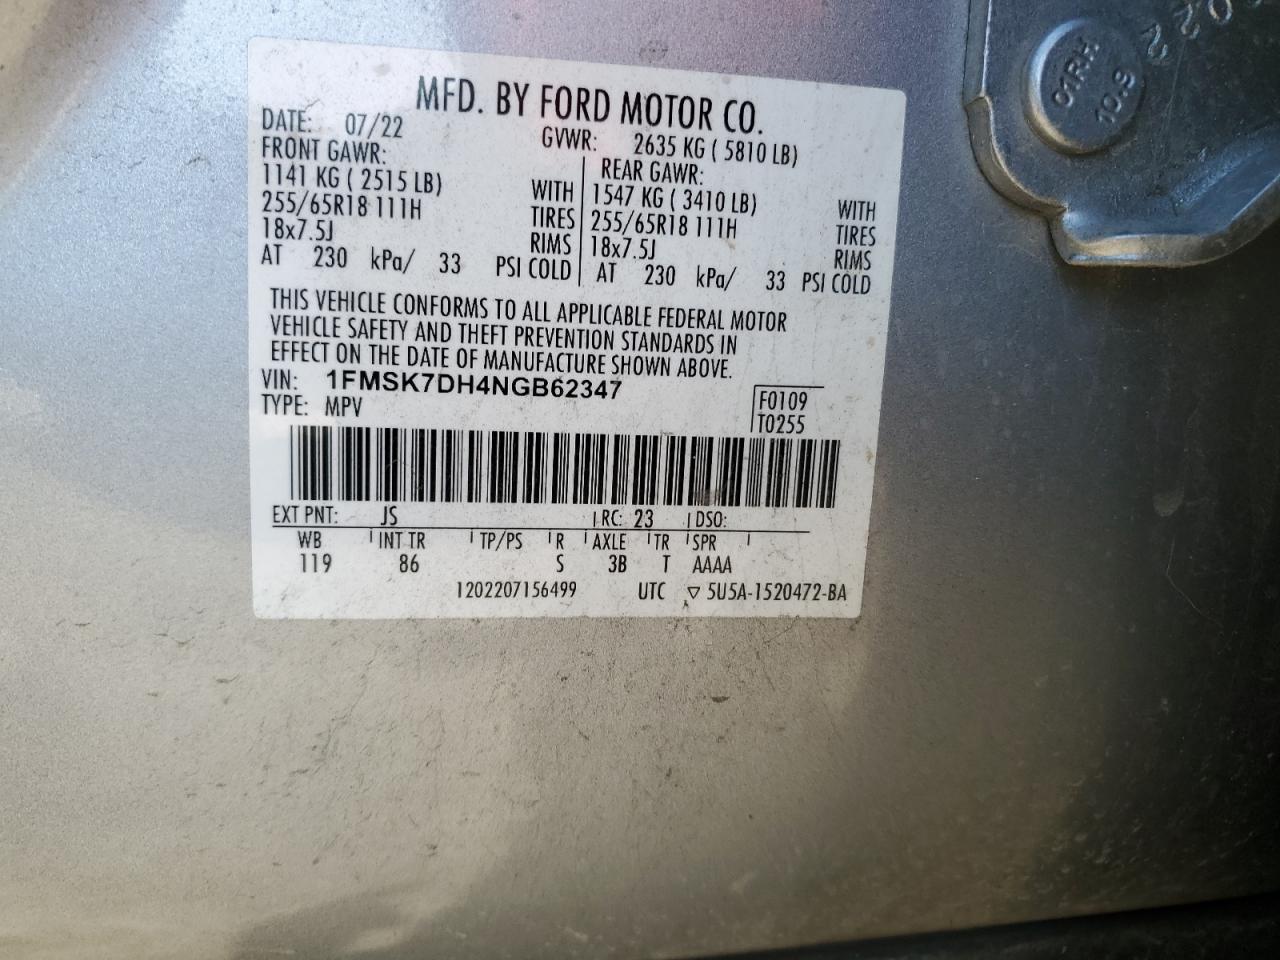 MFD. BY FORD MOTOR CO.
DATE: 07/22 GVWR: 2635 KG ( 5810 LB)
FRONT GAWR: REAR GAWR:
1141 KG ( 2515 LB) WITH 1547 KG ( 3410 LB) WITH
255/65R18 111H TIRES 255/65R18 111H TIRES
18x7.5J RIMS 18x7.5J RIMS
AT 230 kPa/ 33 PSI COLD AT 230 kPa/ 33 PSI COLD
THIS VEHICLE CONFORMS TO ALL APPLICABLE FEDERAL MOTOR
VEHICLE SAFETY AND THEFT PREVENTION STANDARDS IN
EFFECT ON THE DATE OF MANUFACTURE SHOWN ABOVE.
VIN: 1FMSK7DH4NGB62347
TYPE: MPV
F0109
T0255
EXT PNT: JS RC: 23 DSO:
WB INT TR TP/PS R AXLE TR SPR
119 86 S 3B T AAAA
1202207156499 UTC ▽ 5U5A-1520472-BA
01RH
10.S